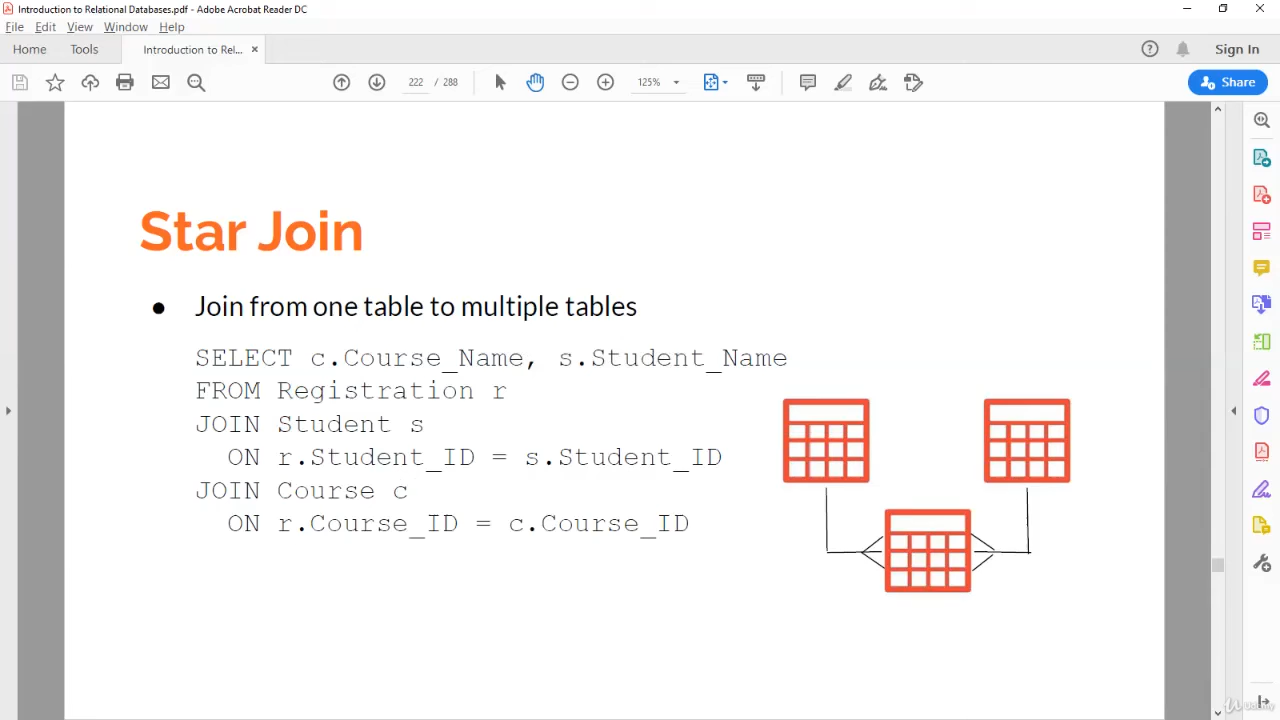 Introduction to Relational Databases.pdf - Adobe Acrobat Reader DC
File Edit View Window Help
Home Tools Introduction to Rel... × Sign In
222 / 288 125% Share
Star Join
● Join from one table to multiple tables
SELECT c.Course_Name, s.Student_Name
FROM Registration r
JOIN Student s
ON r.Student_ID = s.Student_ID
JOIN Course c
ON r.Course_ID = c.Course_ID
Udemy